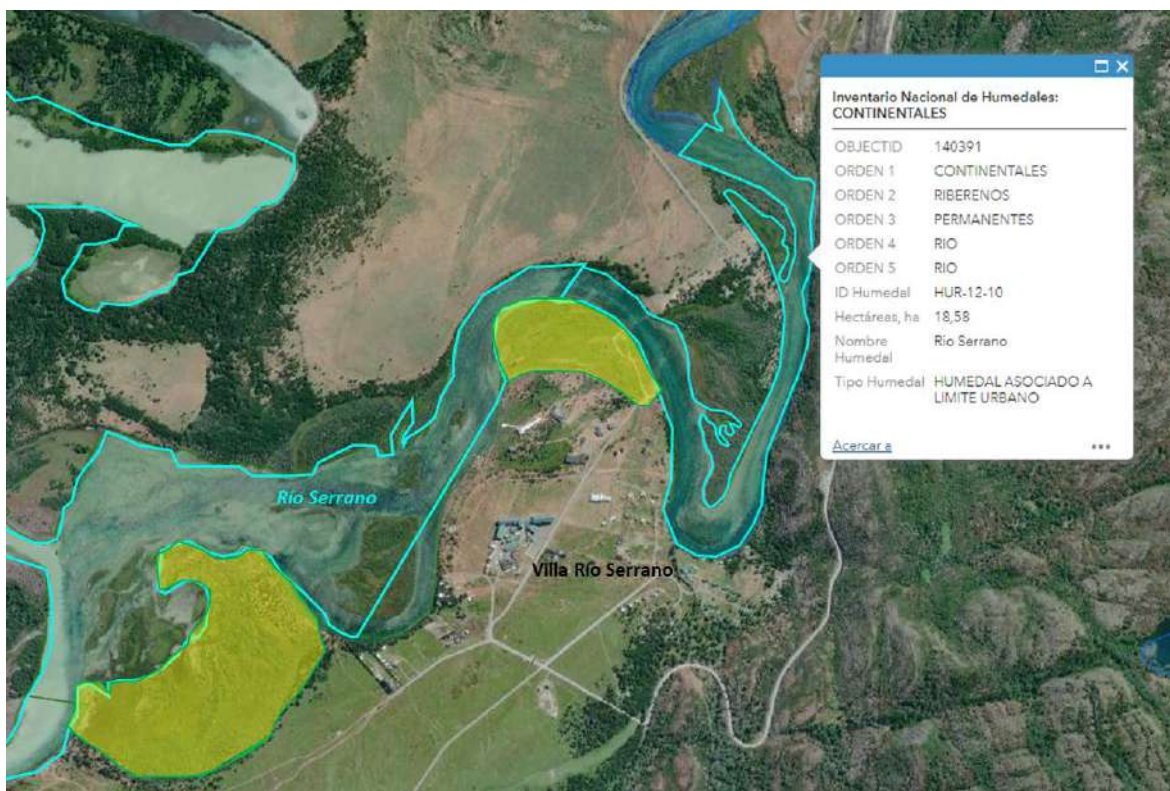 Inventario Nacional de Humedales:
CONTINENTALES
OBJECTID 140391
ORDEN 1 CONTINENTALES
ORDEN 2 RIBERENOS
ORDEN 3 PERMANENTES
ORDEN 4 RIO
ORDEN 5 RIO
ID Humedal HUR-12-10
Hectáreas, ha 18,58
Nombre Humedal Rio Serrano
Tipo Humedal HUMEDAL ASOCIADO A
LIMITE URBANO
Acercar a
Río Serrano
Villa Río Serrano